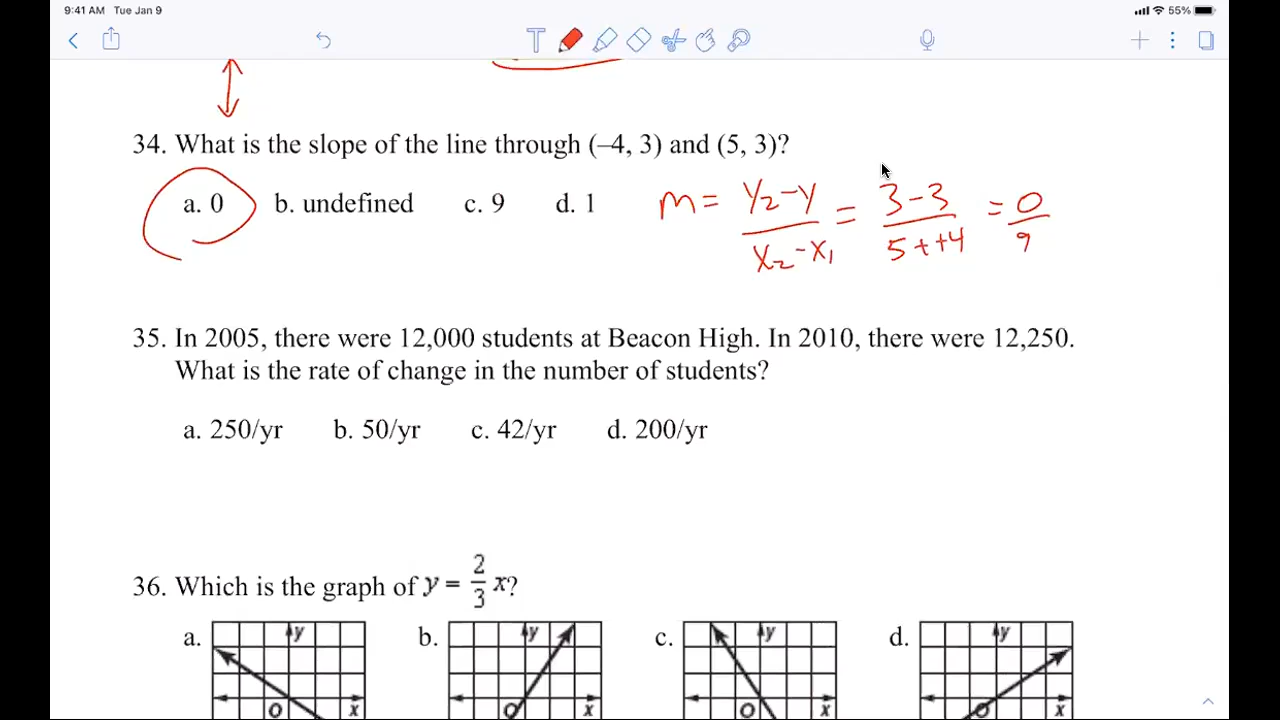 9:41 AM Tue Jan 9 55%
34. What is the slope of the line through (–4, 3) and (5, 3)?
a. 0 b. undefined c. 9 d. 1 m = y₂-y / x₂-x₁ = 3-3 / 5++4 = 0/9
35. In 2005, there were 12,000 students at Beacon High. In 2010, there were 12,250.
What is the rate of change in the number of students?
a. 250/yr b. 50/yr c. 42/yr d. 200/yr
36. Which is the graph of y = 2/3 x?
a. y b. y c. y d. y
O x O x O x O x